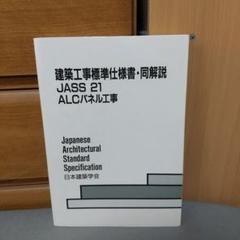 建築工事標準仕様書・同解説
JASS 21
ALCパネル工事
Japanese
Architectural
Standard
Specification
日本建築学会